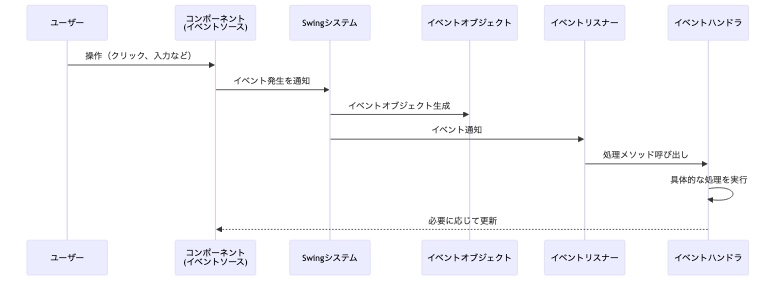 ユーザー
コンポーネント
(イベントソース)
Swingシステム
イベントオブジェクト
イベントリスナー
イベントハンドラ
操作（クリック、入力など）
イベント発生を通知
イベントオブジェクト生成
イベント通知
処理メソッド呼び出し
具体的な処理を実行
必要に応じて更新
ユーザー
コンポーネント
(イベントソース)
Swingシステム
イベントオブジェクト
イベントリスナー
イベントハンドラ